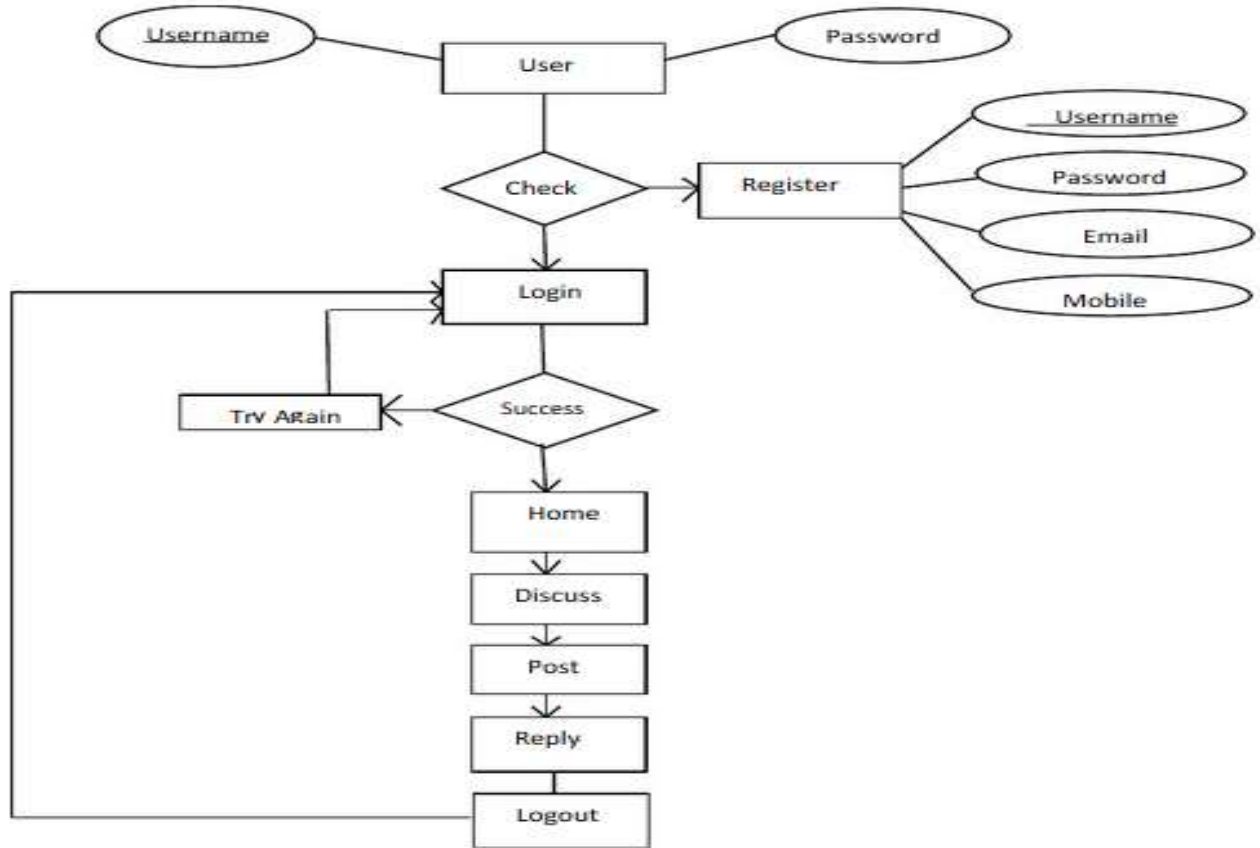 Username
User
Password
Username
Check
Register
Password
Email
Login
Mobile
Success
Try Again
Home
Discuss
Post
Reply
Logout